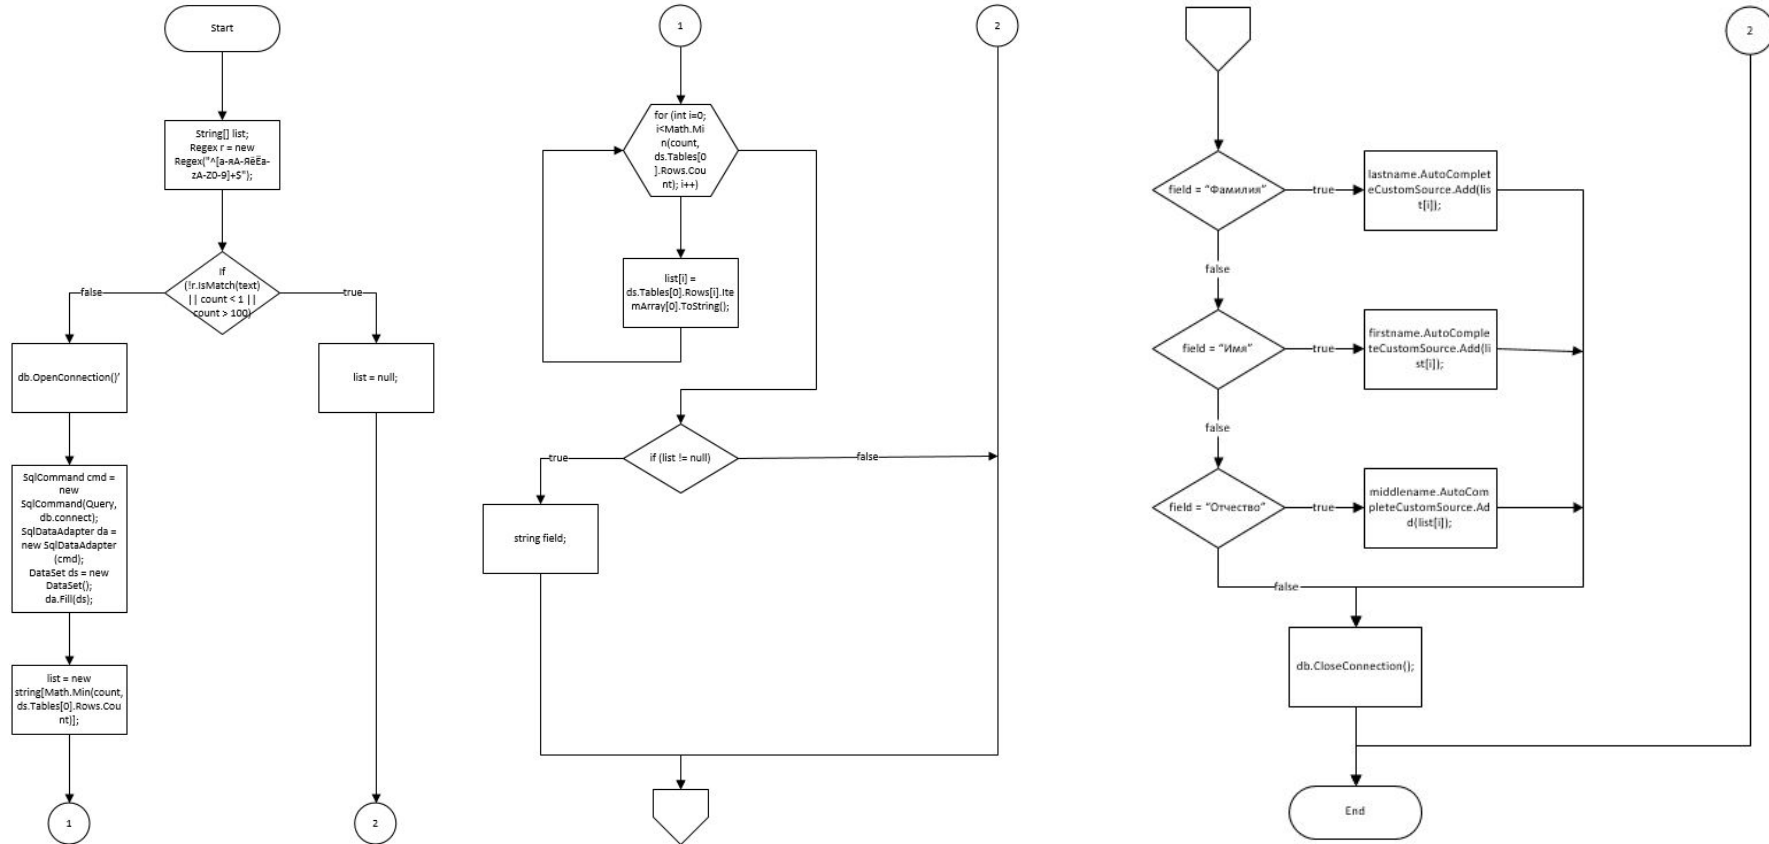 Start
String[] list;
Regex r = new
Regex("^[а-яА-ЯёЁa-
zA-Z0-9]+$");
If
(!r.IsMatch(text)
|| count < 1 ||
count > 100)
false
true
db.OpenConnection()'
list = null;
SqlCommand cmd =
new
SqlCommand(Query,
db.connect);
SqlDataAdapter da =
new SqlDataAdapter
(cmd);
DataSet ds = new
DataSet();
da.Fill(ds);
list = new
string[Math.Min(count,
ds.Tables[0].Rows.Cou
nt)];
1
2
1
2
for (int i=0;
i<Math.Mi
n(count,
ds.Tables[0
].Rows.Cou
nt); i++)
list[i] =
ds.Tables[0].Rows[i].Ite
mArray[0].ToString();
if (list != null)
true
false
string field;
2
field = "Фамилия"
true
lastname.AutoComplet
eCustomSource.Add(lis
t[i]);
false
field = "Имя"
true
firstname.AutoComple
teCustomSource.Add(li
st[i]);
false
field = "Отчество"
true
middlename.AutoCom
pleteCustomSource.Ad
d(list[i]);
false
db.CloseConnection();
End